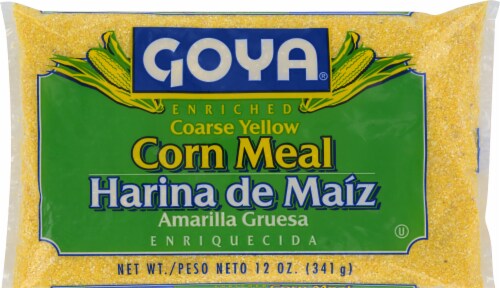 GOYA®
ENRICHED
Coarse Yellow
Corn Meal
Harina de Maíz
Amarilla Gruesa
ENRIQUECIDA
U
NET WT./PESO NETO 12 OZ. (341 g)